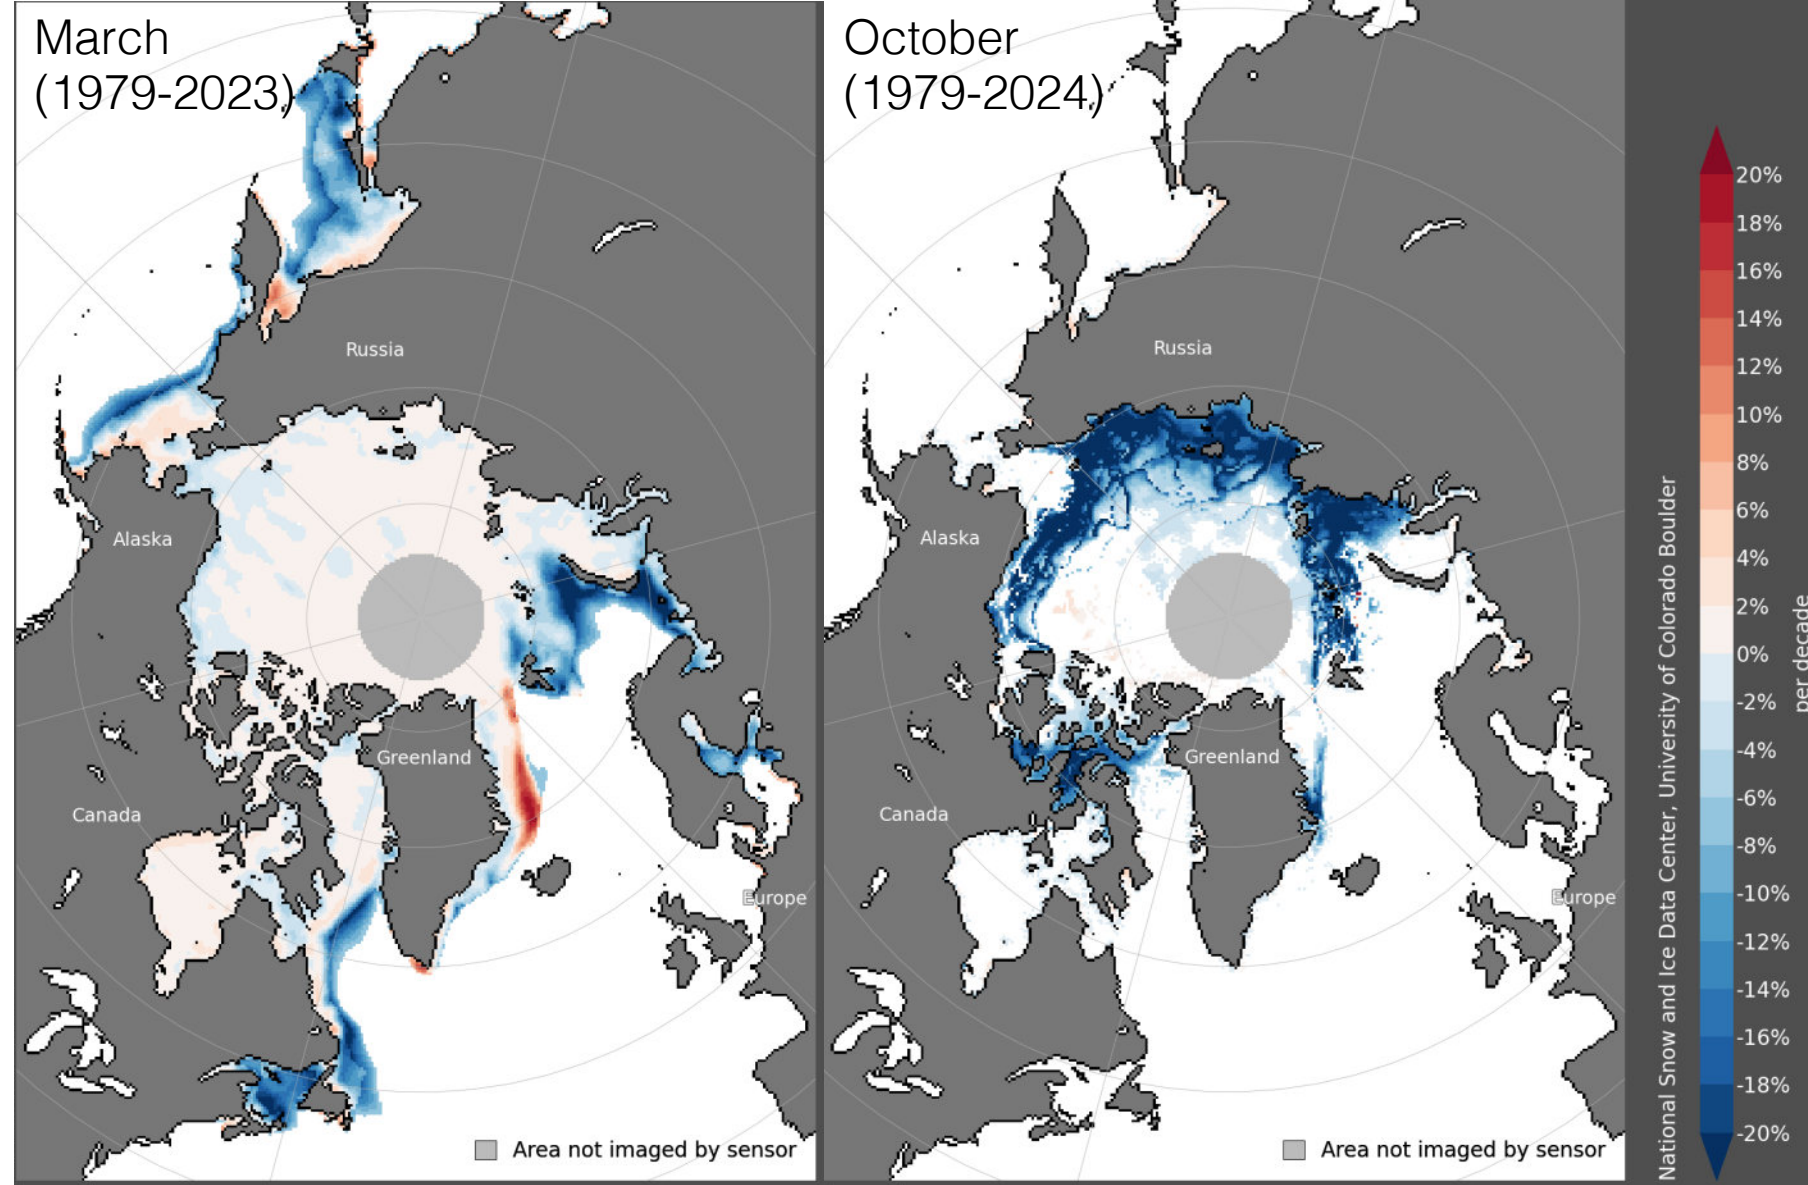 March
(1979-2023)
Russia
Alaska
Canada
Greenland
Europe
Area not imaged by sensor
October
(1979-2024)
Russia
Alaska
Canada
Greenland
Europe
Area not imaged by sensor
National Snow and Ice Data Center, University of Colorado Boulder
20%
18%
16%
14%
12%
10%
8%
6%
4%
2%
0%
-2%
-4%
-6%
-8%
-10%
-12%
-14%
-16%
-18%
-20%
per decade